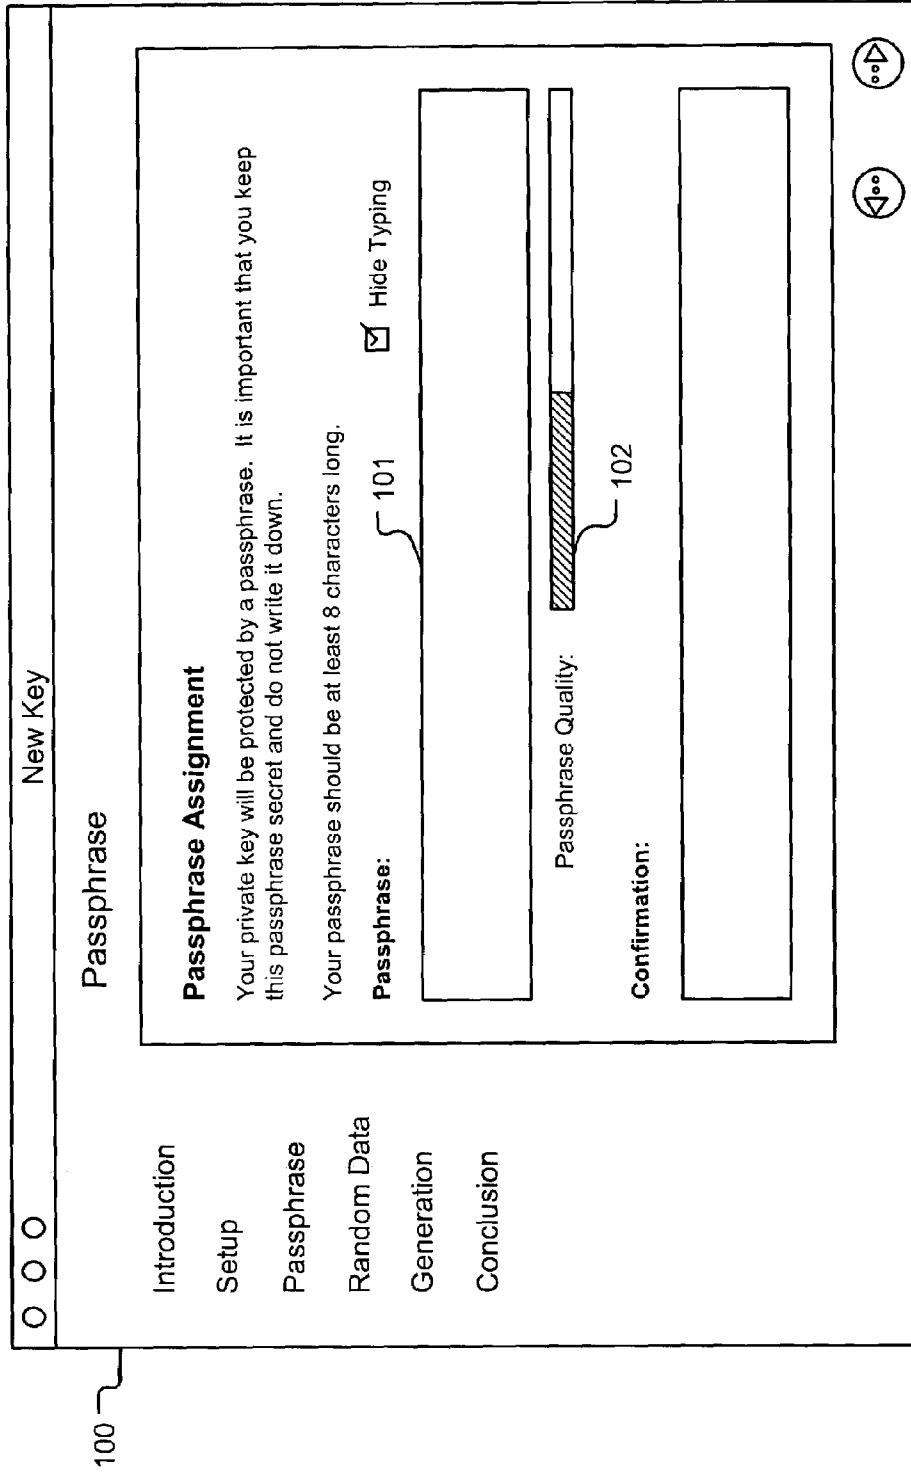 New Key
100
Passphrase
Introduction
Setup
Passphrase
Random Data
Generation
Conclusion
Passphrase Assignment
Your private key will be protected by a passphrase. It is important that you keep
this passphrase secret and do not write it down.
Your passphrase should be at least 8 characters long.
Passphrase:
101
Hide Typing
Passphrase Quality:
102
Confirmation: